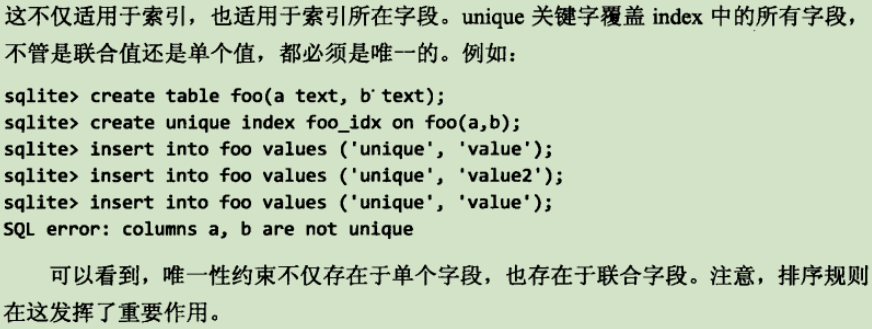 这不仅适用于索引，也适用于索引所在字段。unique 关键字覆盖 index 中的所有字段，
不管是联合值还是单个值，都必须是唯一的。例如：
sqlite> create table foo(a text, b text);
sqlite> create unique index foo_idx on foo(a,b);
sqlite> insert into foo values ('unique', 'value');
sqlite> insert into foo values ('unique', 'value2');
sqlite> insert into foo values ('unique', 'value');
SQL error: columns a, b are not unique
可以看到，唯一性约束不仅存在于单个字段，也存在于联合字段。注意，排序规则
在这发挥了重要作用。